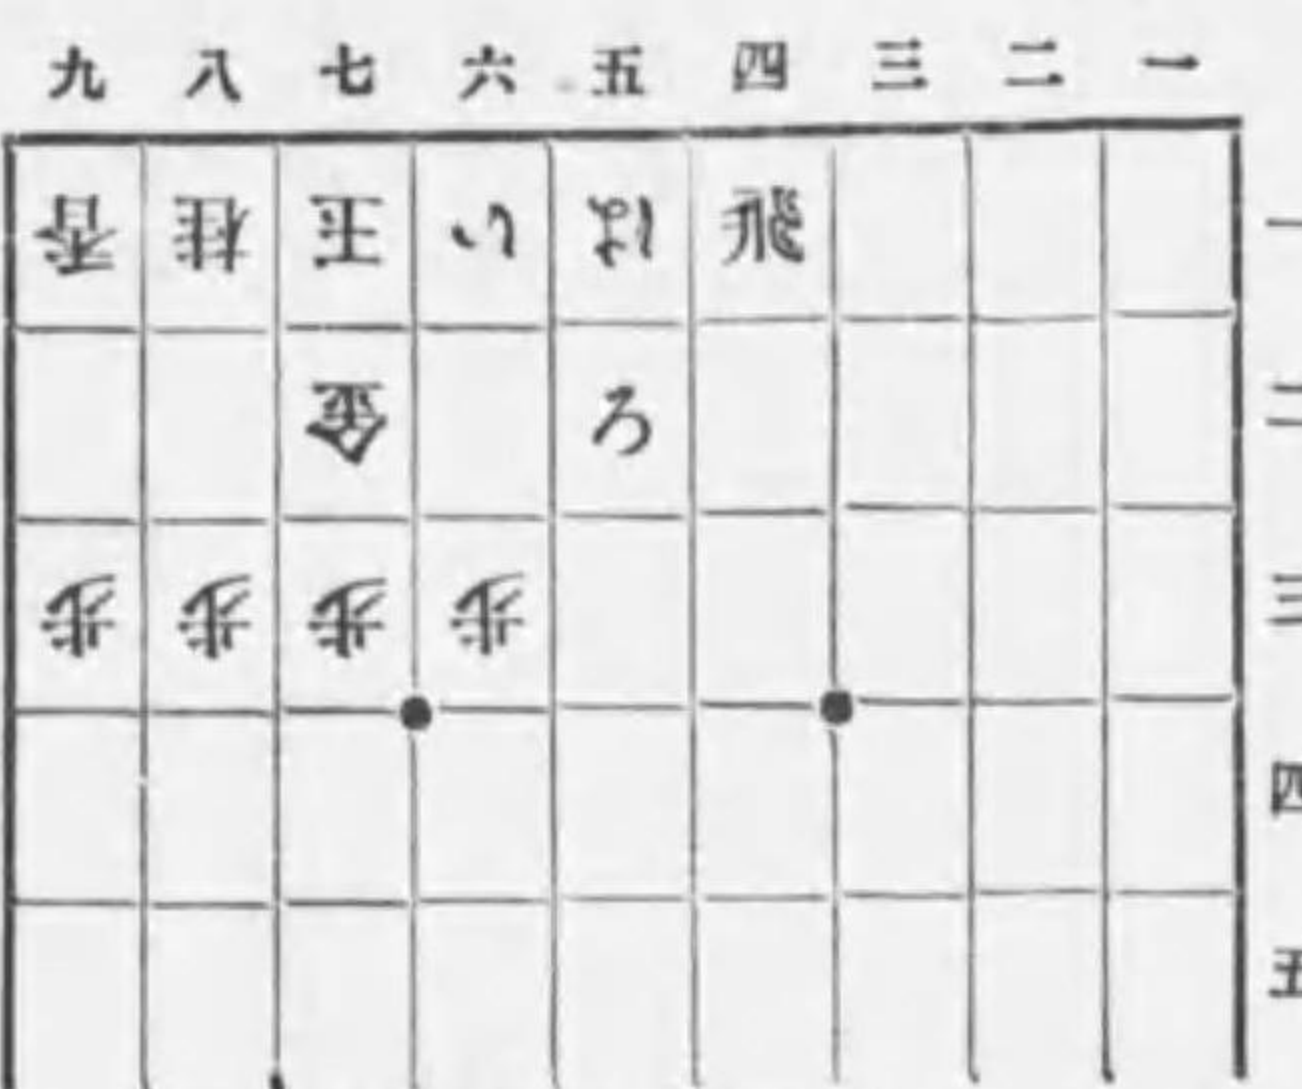 九 八 七 六 五 四 三 二 一
香 桂 玉 い は 飛 一
金 ろ 二
歩 歩 歩 歩 三
四
五